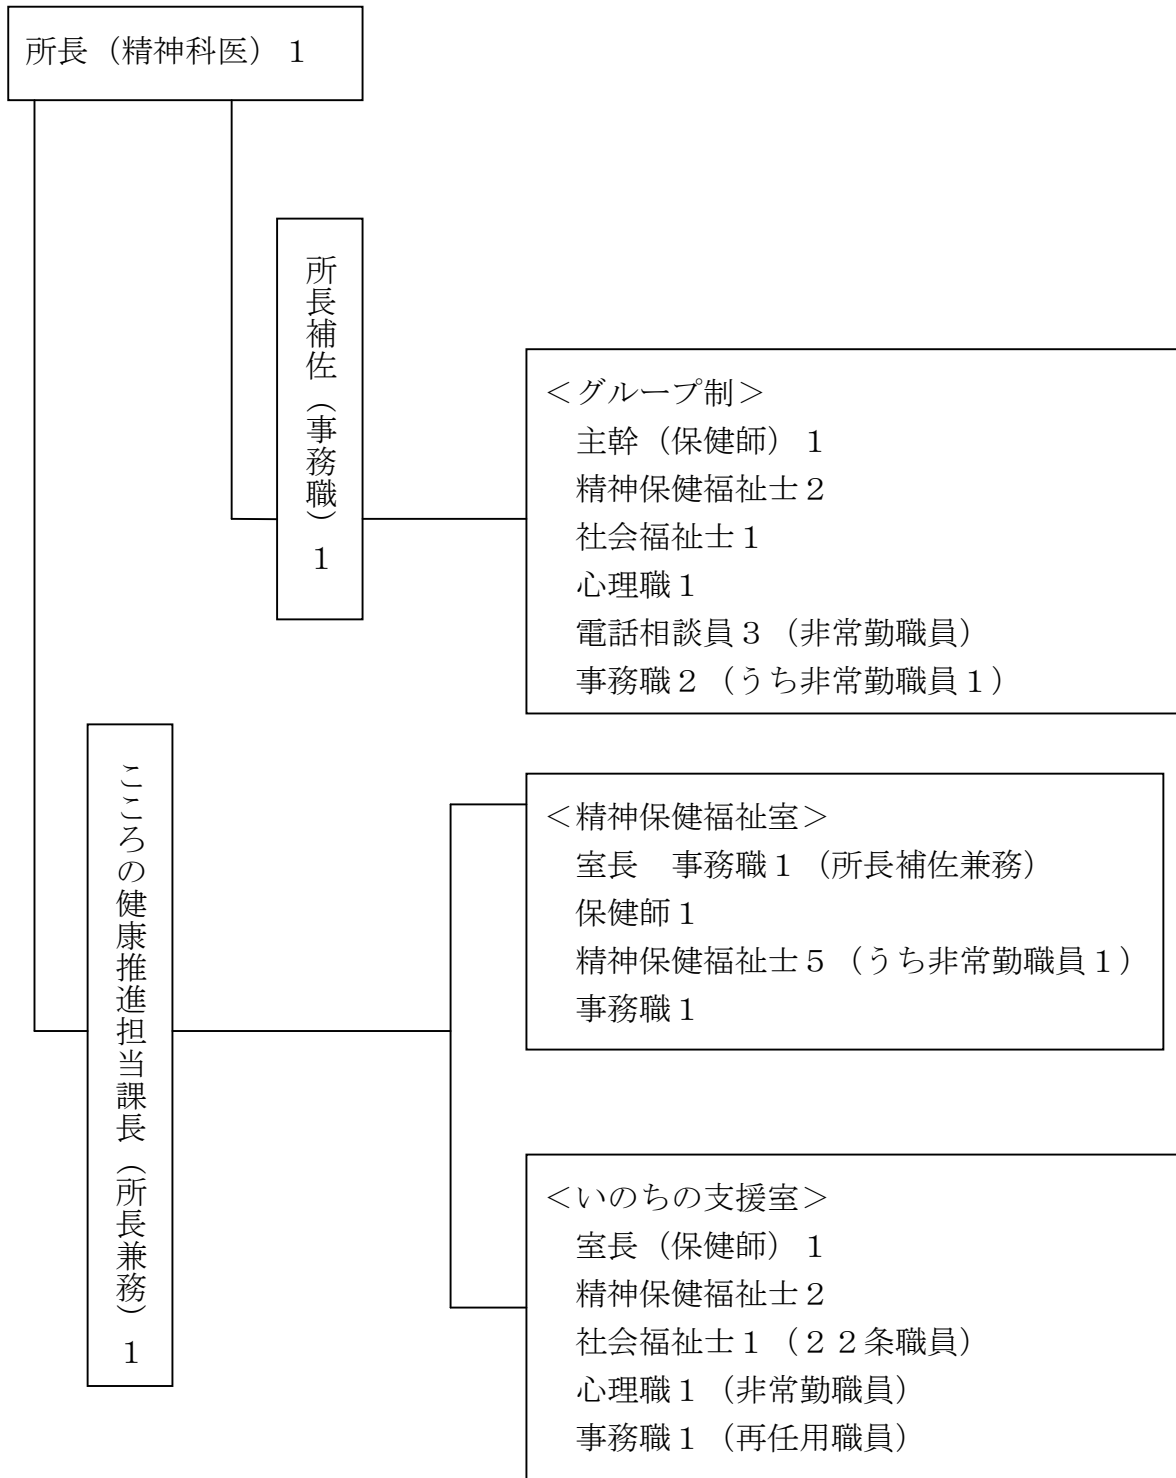 所長（精神科医）１
所長補佐（事務職）１
＜グループ制＞
主幹（保健師）１
精神保健福祉士２
社会福祉士１
心理職１
電話相談員３（非常勤職員）
事務職２（うち非常勤職員１）
こころの健康推進担当課長（所長兼務）１
＜精神保健福祉室＞
室長　事務職１（所長補佐兼務）
保健師１
精神保健福祉士５（うち非常勤職員１）
事務職１
＜いのちの支援室＞
室長（保健師）１
精神保健福祉士２
社会福祉士１（２２条職員）
心理職１（非常勤職員）
事務職１（再任用職員）